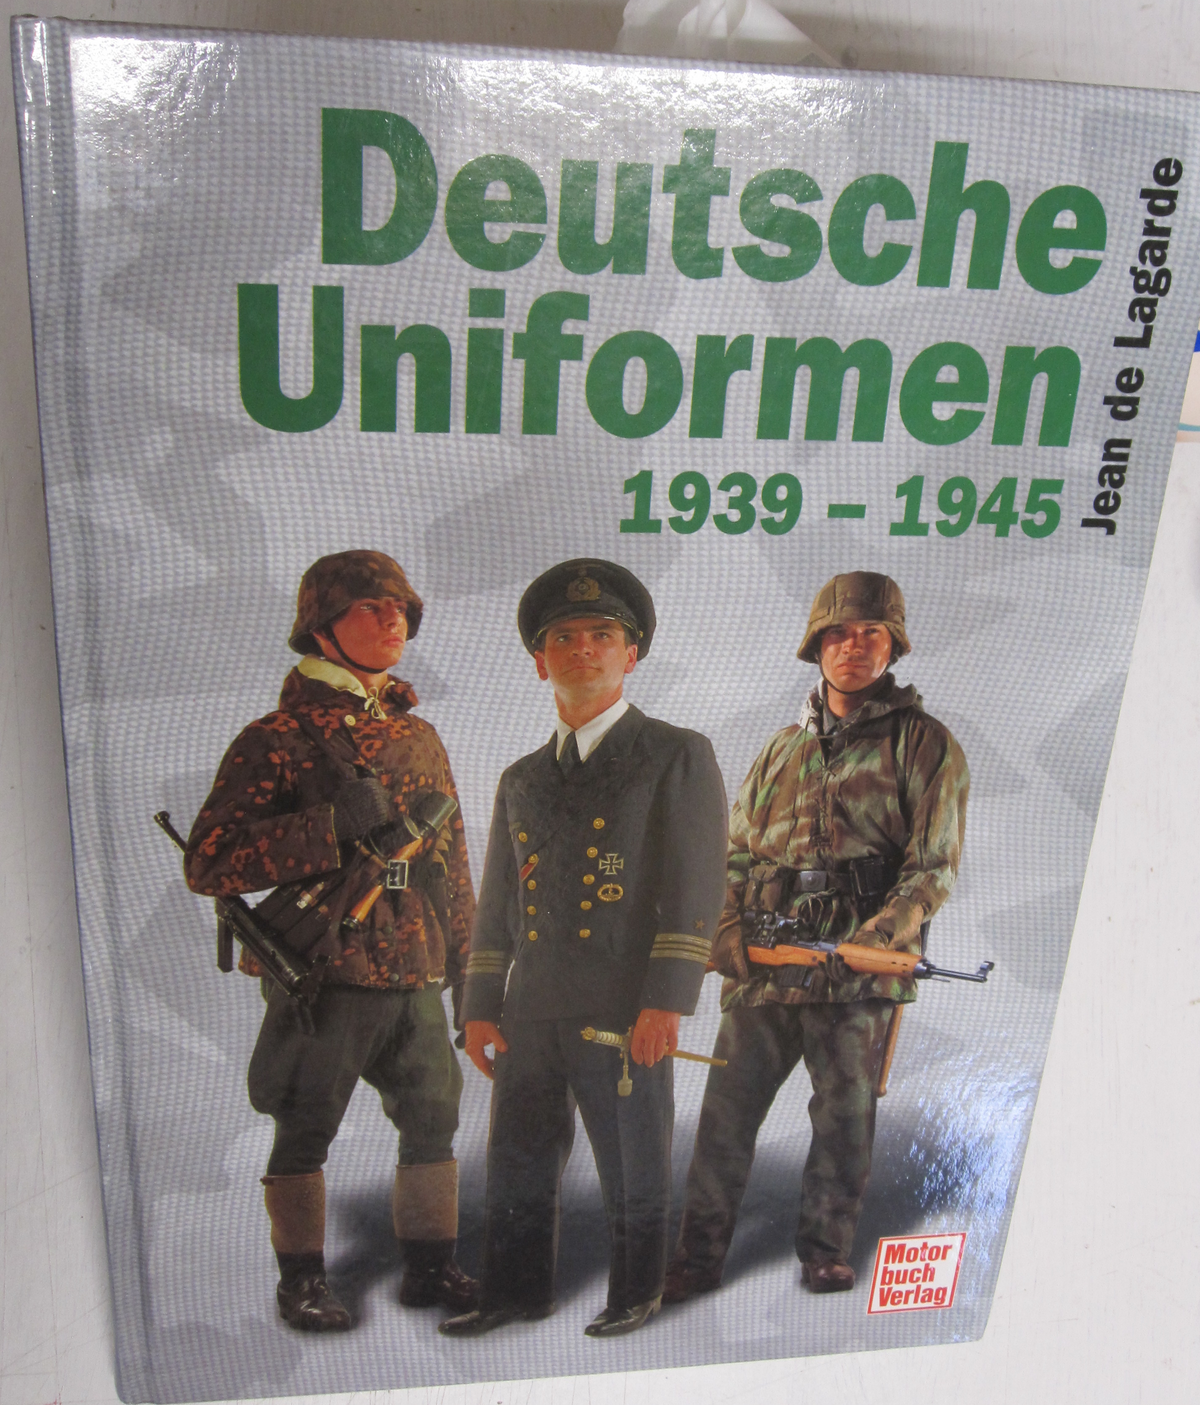 Deutsche
Uniformen
1939 – 1945
Jean de Lagarde
Motor
buch
Verlag